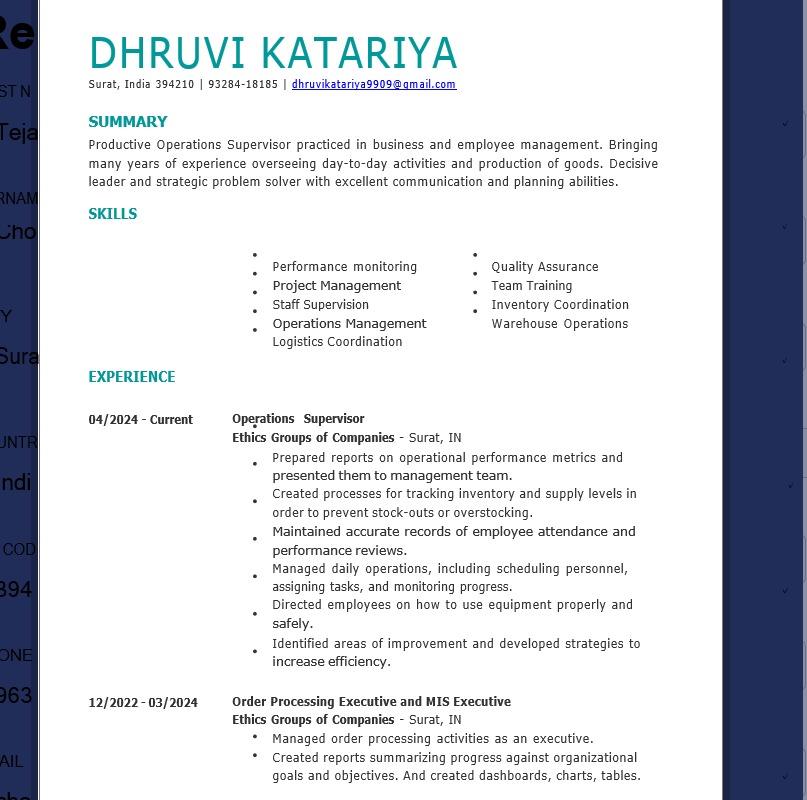 DHRUVI KATARIYA
Surat, India 394210 | 93284-18185 | dhruvikatariya9909@gmail.com
SUMMARY
Productive Operations Supervisor practiced in business and employee management. Bringing
many years of experience overseeing day-to-day activities and production of goods. Decisive
leader and strategic problem solver with excellent communication and planning abilities.
SKILLS
Performance monitoring
Project Management
Staff Supervision
Operations Management
Logistics Coordination
Quality Assurance
Team Training
Inventory Coordination
Warehouse Operations
EXPERIENCE
04/2024 - Current Operations Supervisor
Ethics Groups of Companies - Surat, IN
• Prepared reports on operational performance metrics and
presented them to management team.
• Created processes for tracking inventory and supply levels in
order to prevent stock-outs or overstocking.
• Maintained accurate records of employee attendance and
performance reviews.
• Managed daily operations, including scheduling personnel,
assigning tasks, and monitoring progress.
• Directed employees on how to use equipment properly and
safely.
• Identified areas of improvement and developed strategies to
increase efficiency.
12/2022 - 03/2024 Order Processing Executive and MIS Executive
Ethics Groups of Companies - Surat, IN
• Managed order processing activities as an executive.
• Created reports summarizing progress against organizational
goals and objectives. And created dashboards, charts, tables.
Re
ST N
Teja
RNAM
Cho
Y
Sura
UNTR
ndi
COD
394
ONE
963
AIL